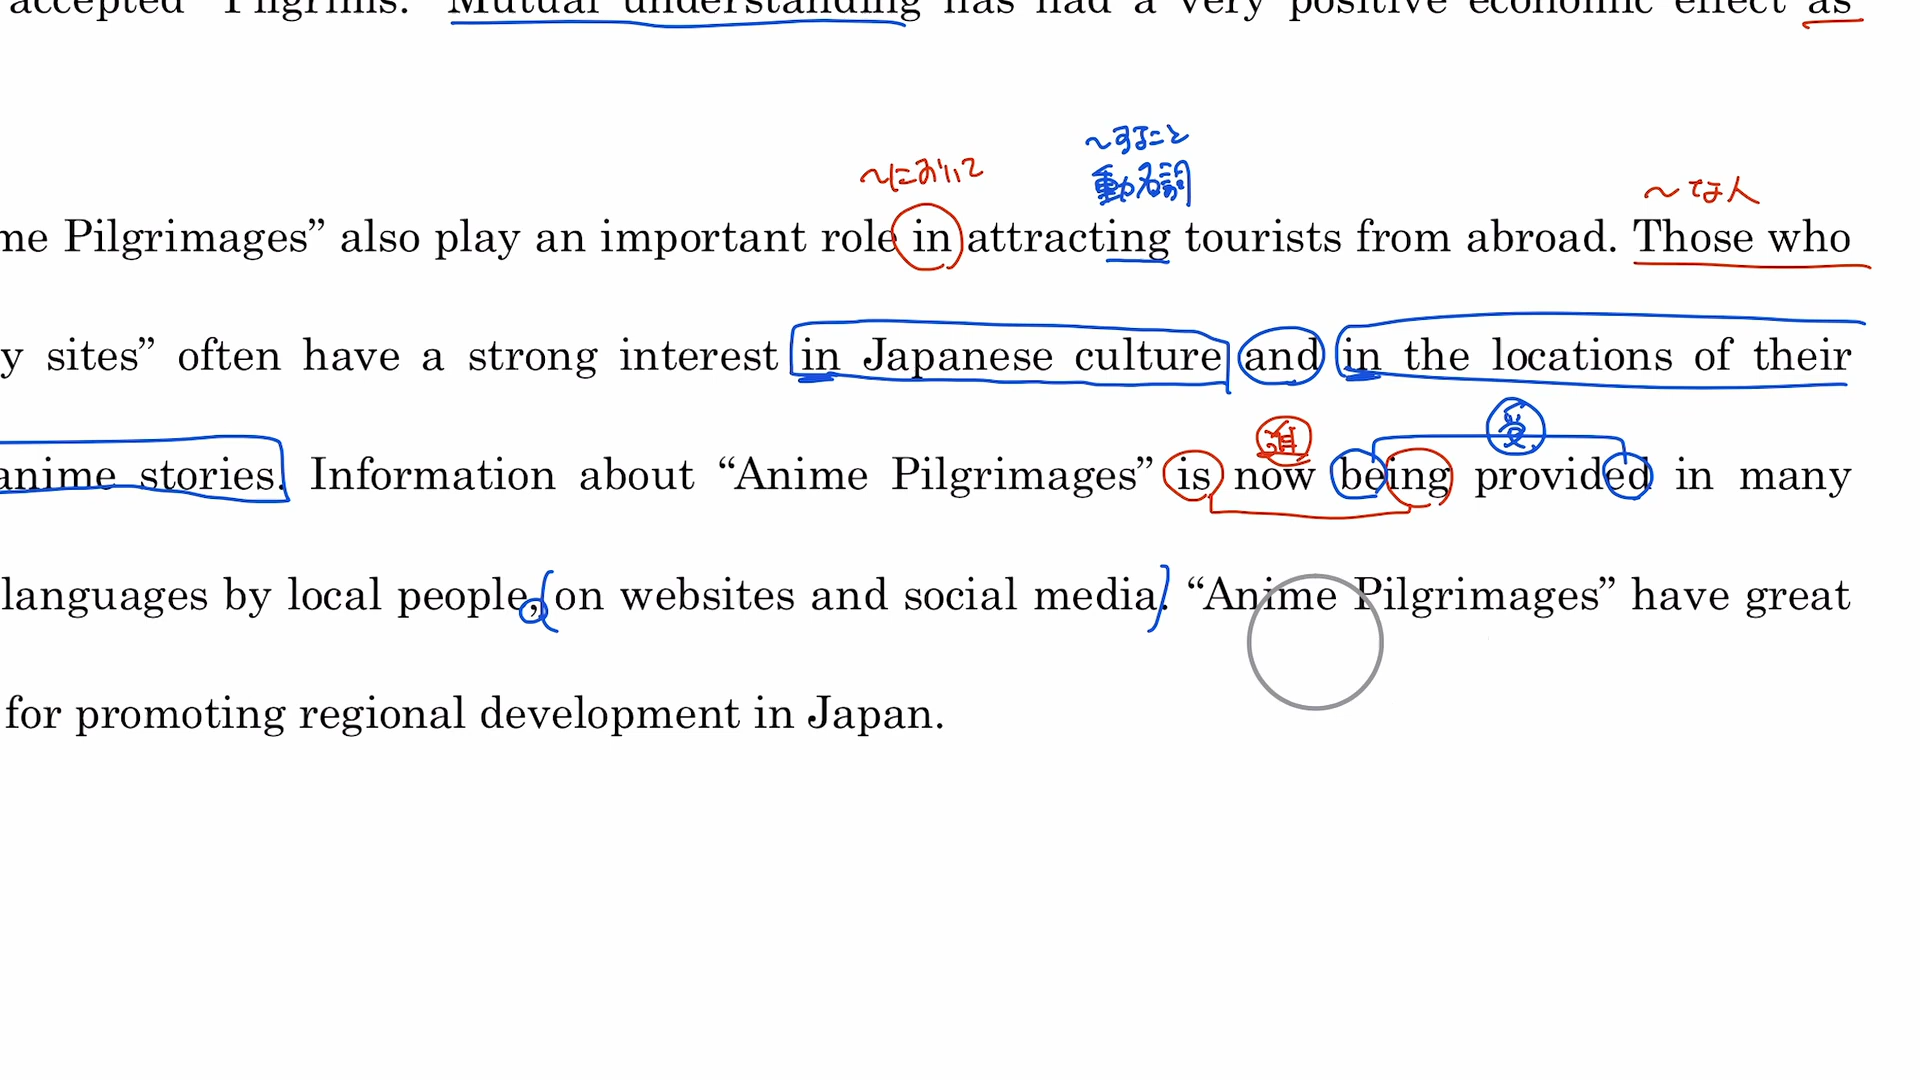 accepted "Pilgrims." Mutual understanding has had a very positive economic effect as
～すること
～において
動名詞
～な人
me Pilgrimages” also play an important role in attracting tourists from abroad. Those who
y sites” often have a strong interest in Japanese culture and in the locations of their
受
進
anime stories. Information about “Anime Pilgrimages” is now being provided in many
languages by local people, on websites and social media. “Anime Pilgrimages” have great
for promoting regional development in Japan.